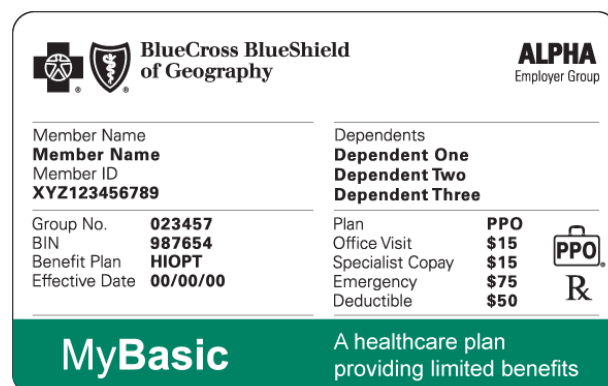 BlueCross BlueShield
of Geography
ALPHA
Employer Group
Member Name
Member Name
Member ID
XYZ123456789
Dependents
Dependent One
Dependent Two
Dependent Three
Group No. 023457
BIN 987654
Benefit Plan HIOPT
Effective Date 00/00/00
Plan PPO
Office Visit $15
Specialist Copay $15
Emergency $75
Deductible $50
PPO
Rx
MyBasic
A healthcare plan
providing limited benefits